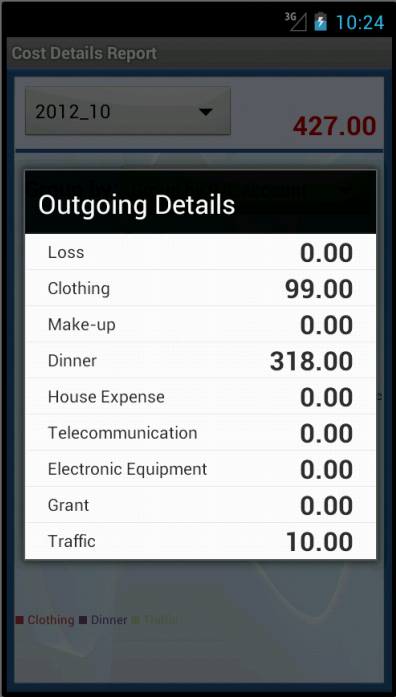 3G 10:24
Cost Details Report
2012_10
427.00
Outgoing Details
Loss 0.00
Clothing 99.00
Make-up 0.00
Dinner 318.00
House Expense 0.00
Telecommunication 0.00
Electronic Equipment 0.00
Grant 0.00
Traffic 10.00
Clothing Dinner Traffic